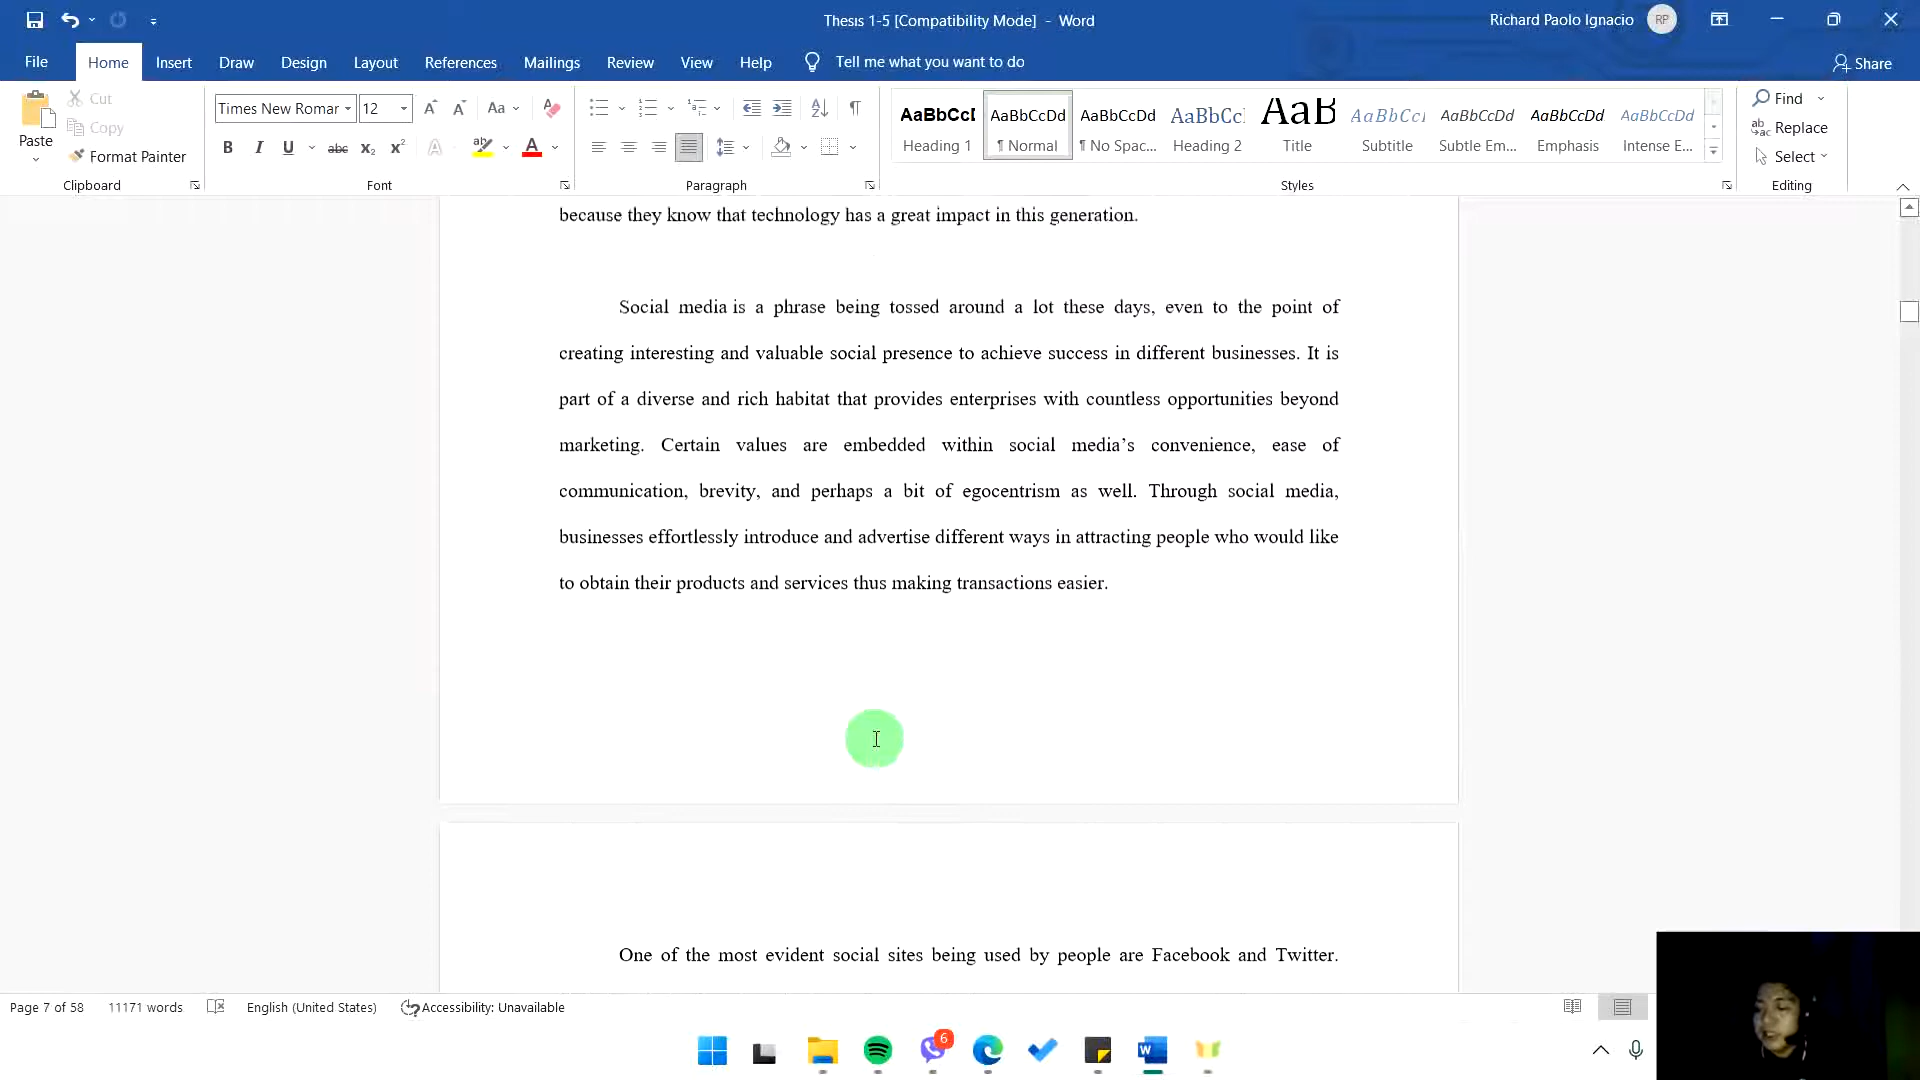 Thesis 1-5 [Compatibility Mode] - Word
Richard Paolo Ignacio RP
File Home Insert Draw Design Layout References Mailings Review View Help Tell me what you want to do Share
Paste Cut
Copy
Format Painter
Clipboard
Times New Romar 12
Font
Paragraph
AaBbCcI AaBbCcDd AaBbCcDd AaBbCcI AaB AaBbCcI AaBbCcDd AaBbCcDd AaBbCcDd
Heading 1 ¶ Normal ¶ No Spac... Heading 2 Title Subtitle Subtle Em... Emphasis Intense E...
Styles
Find
Replace
Select
Editing
because they know that technology has a great impact in this generation.
Social media is a phrase being tossed around a lot these days, even to the point of
creating interesting and valuable social presence to achieve success in different businesses. It is
part of a diverse and rich habitat that provides enterprises with countless opportunities beyond
marketing. Certain values are embedded within social media’s convenience, ease of
communication, brevity, and perhaps a bit of egocentrism as well. Through social media,
businesses effortlessly introduce and advertise different ways in attracting people who would like
to obtain their products and services thus making transactions easier.
One of the most evident social sites being used by people are Facebook and Twitter.
Page 7 of 58 11171 words English (United States) Accessibility: Unavailable
6